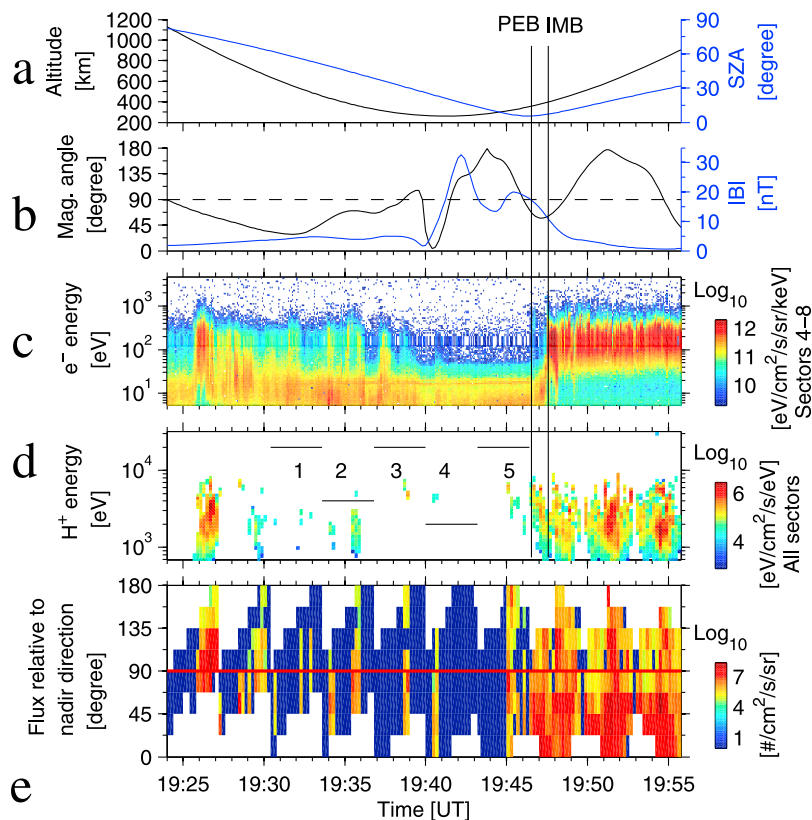 PEB IMB
a
Altitude
[km]
1200
1000
800
600
400
200
90
60
30
0
SZA
[degree]
b
Mag. angle
[degree]
180
135
90
45
0
30
20
10
0
IBI
[nT]
c
e⁻ energy
[eV]
10³
10²
10¹
Log₁₀
12
11
10
[eV/cm²/s/sr/keV]
Sectors 4–8
d
H⁺ energy
[eV]
10⁴
10³
1
2
3
4
5
Log₁₀
6
4
[eV/cm²/s/eV]
All sectors
e
Flux relative to
nadir direction
[degree]
180
135
90
45
0
Log₁₀
7
4
1
[#/cm²/s/sr]
19:25 19:30 19:35 19:40 19:45 19:50 19:55
Time [UT]